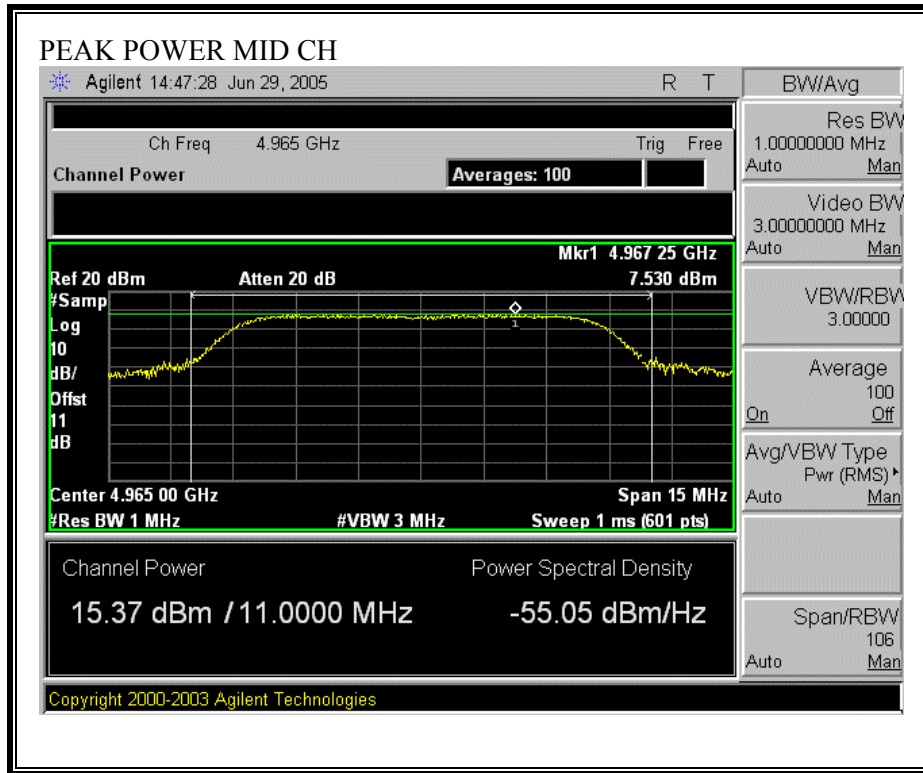 PEAK POWER MID CH
Agilent 14:47:28 Jun 29, 2005 R T
BW/Avg
Ch Freq 4.965 GHz Trig Free
Channel Power Averages: 100
Res BW
1.00000000 MHz
Auto Man
Video BW
3.00000000 MHz
Auto Man
VBW/RBW
3.00000
Average
100
On Off
Avg/VBW Type
Pwr (RMS)
Auto Man
Span/RBW
106
Auto Man
Mkr1 4.967 25 GHz
Ref 20 dBm Atten 20 dB 7.530 dBm
#Samp
Log
10
dB/
Offst
11
dB
1
Center 4.965 00 GHz Span 15 MHz
#Res BW 1 MHz #VBW 3 MHz Sweep 1 ms (601 pts)
Channel Power Power Spectral Density
15.37 dBm / 11.0000 MHz -55.05 dBm/Hz
Copyright 2000-2003 Agilent Technologies